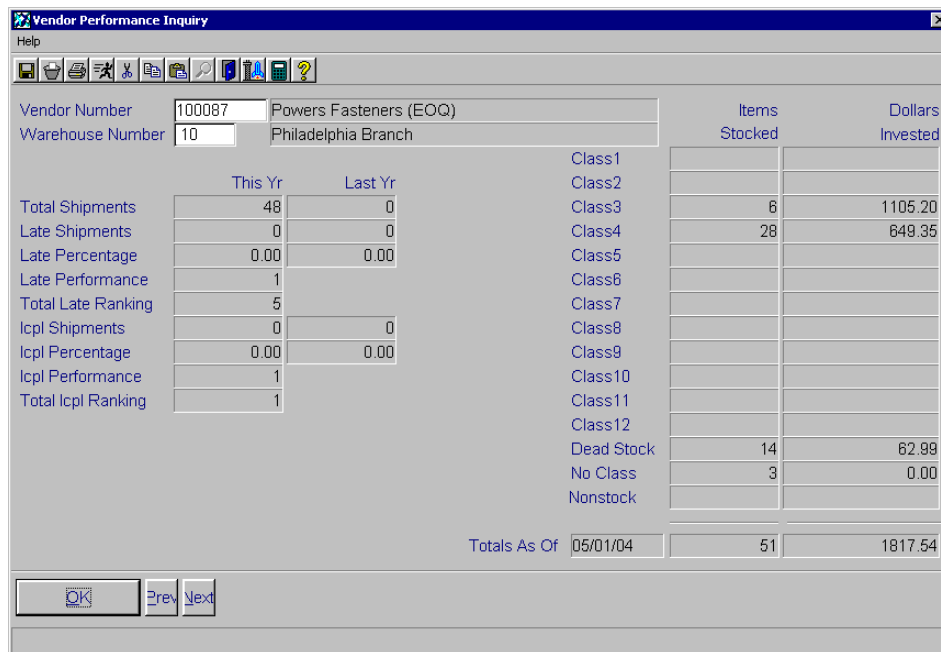 Vendor Performance Inquiry
Help
Vendor Number 100087 Powers Fasteners (EOQ) Items Dollars
Warehouse Number 10 Philadelphia Branch Stocked Invested
Class1
This Yr Last Yr Class2
Total Shipments 48 0 Class3 6 1105.20
Late Shipments 0 0 Class4 28 649.35
Late Percentage 0.00 0.00 Class5
Late Performance 1 Class6
Total Late Ranking 5 Class7
Icpl Shipments 0 0 Class8
Icpl Percentage 0.00 0.00 Class9
Icpl Performance 1 Class10
Total Icpl Ranking 1 Class11
Class12
Dead Stock 14 62.99
No Class 3 0.00
Nonstock
Totals As Of 05/01/04 51 1817.54
OK Prev Next